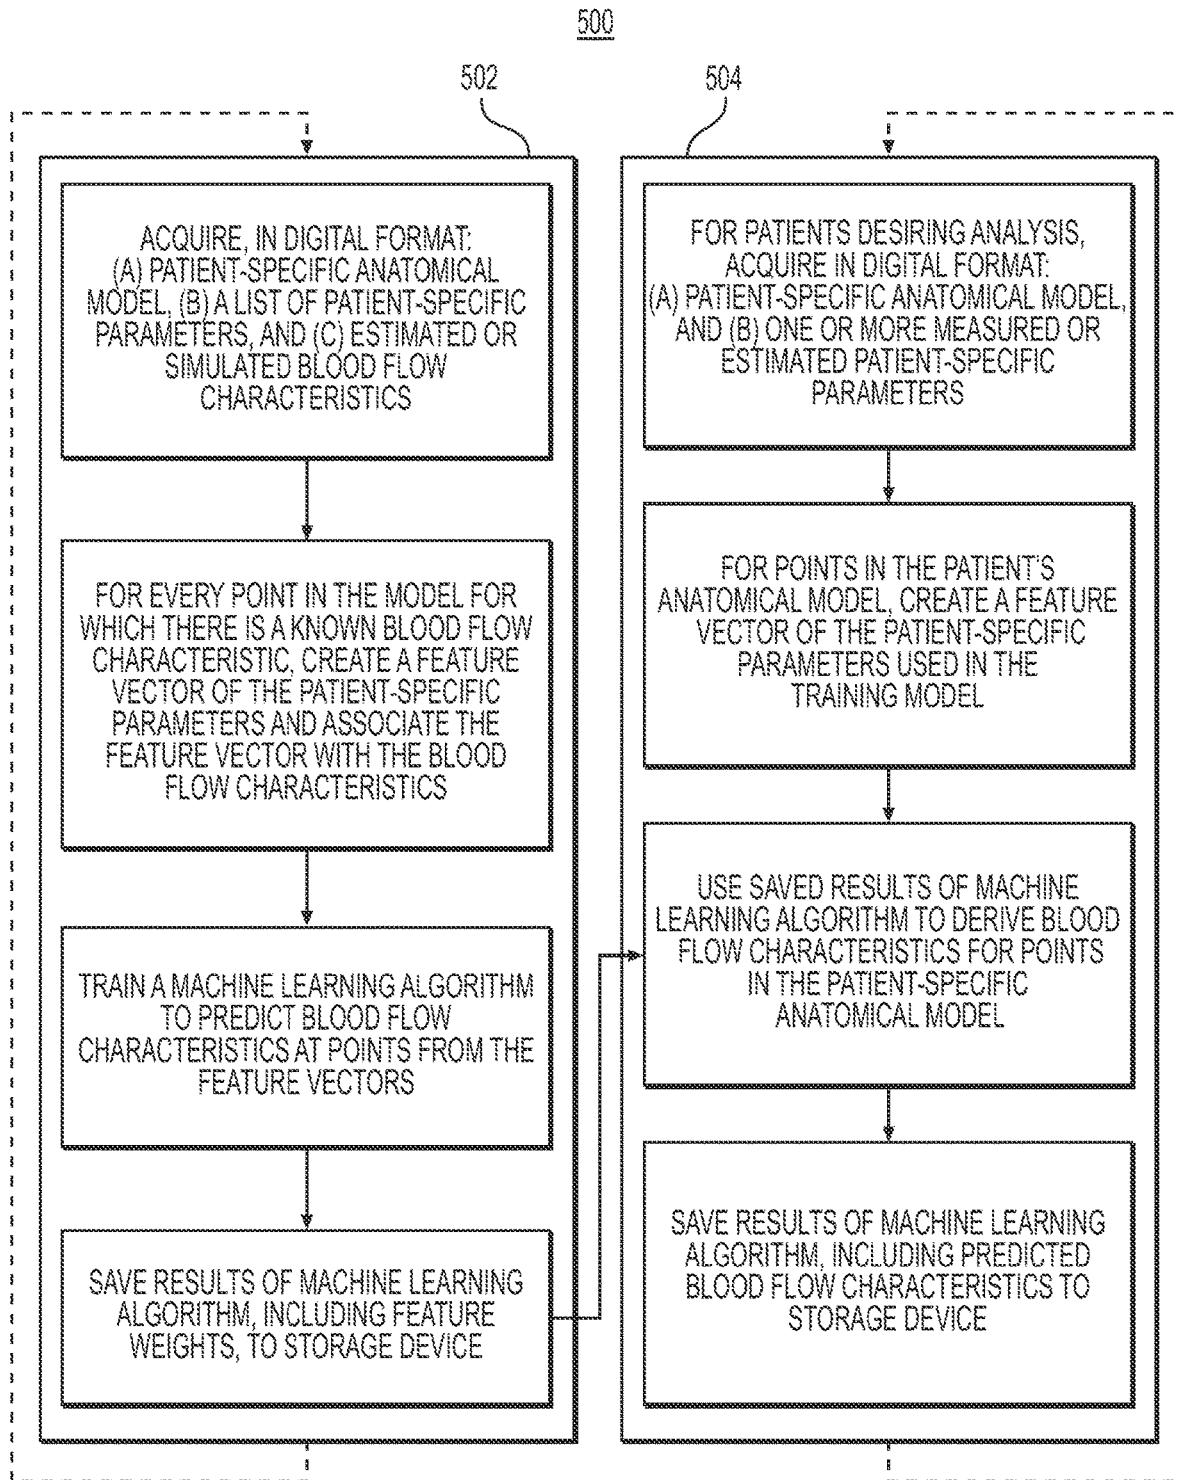 500
502
ACQUIRE, IN DIGITAL FORMAT:
(A) PATIENT-SPECIFIC ANATOMICAL
MODEL, (B) A LIST OF PATIENT-SPECIFIC
PARAMETERS, AND (C) ESTIMATED OR
SIMULATED BLOOD FLOW
CHARACTERISTICS
FOR EVERY POINT IN THE MODEL FOR
WHICH THERE IS A KNOWN BLOOD FLOW
CHARACTERISTIC, CREATE A FEATURE
VECTOR OF THE PATIENT-SPECIFIC
PARAMETERS AND ASSOCIATE THE
FEATURE VECTOR WITH THE BLOOD
FLOW CHARACTERISTICS
TRAIN A MACHINE LEARNING ALGORITHM
TO PREDICT BLOOD FLOW
CHARACTERISTICS AT POINTS FROM THE
FEATURE VECTORS
SAVE RESULTS OF MACHINE LEARNING
ALGORITHM, INCLUDING FEATURE
WEIGHTS, TO STORAGE DEVICE
504
FOR PATIENTS DESIRING ANALYSIS,
ACQUIRE IN DIGITAL FORMAT:
(A) PATIENT-SPECIFIC ANATOMICAL MODEL,
AND (B) ONE OR MORE MEASURED OR
ESTIMATED PATIENT-SPECIFIC
PARAMETERS
FOR POINTS IN THE PATIENT'S
ANATOMICAL MODEL, CREATE A FEATURE
VECTOR OF THE PATIENT-SPECIFIC
PARAMETERS USED IN THE
TRAINING MODEL
USE SAVED RESULTS OF MACHINE
LEARNING ALGORITHM TO DERIVE BLOOD
FLOW CHARACTERISTICS FOR POINTS
IN THE PATIENT-SPECIFIC
ANATOMICAL MODEL
SAVE RESULTS OF MACHINE LEARNING
ALGORITHM, INCLUDING PREDICTED
BLOOD FLOW CHARACTERISTICS TO
STORAGE DEVICE